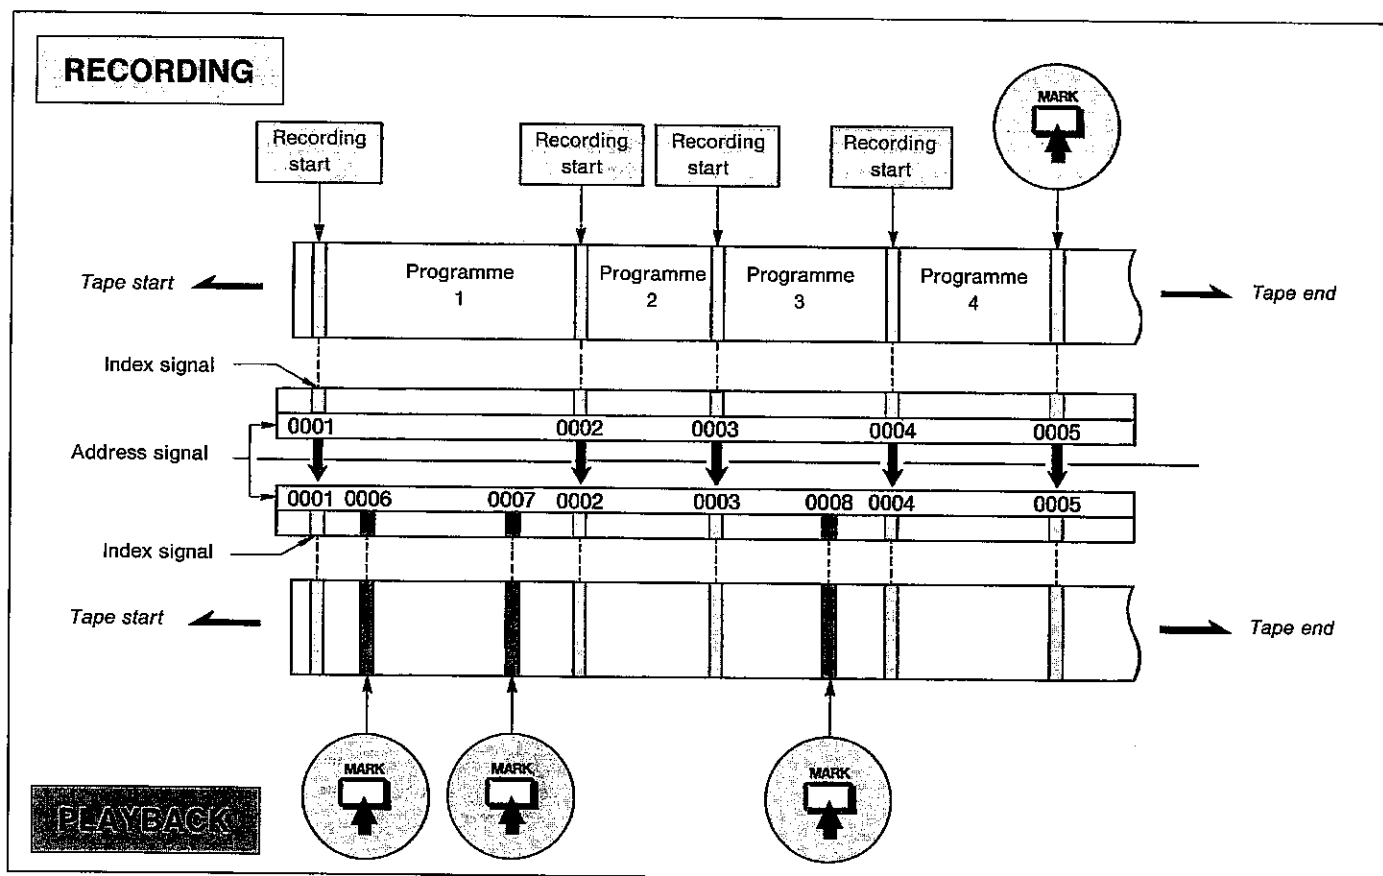 RECORDING
MARK
Recording
start
Recording
start
Recording
start
Recording
start
Tape start
Programme
1
Programme
2
Programme
3
Programme
4
Tape end
Index signal
0001 0002 0003 0004 0005
Address signal
0001 0006 0007 0002 0003 0008 0004 0005
Index signal
Tape start
Tape end
MARK
MARK
MARK
PLAYBACK